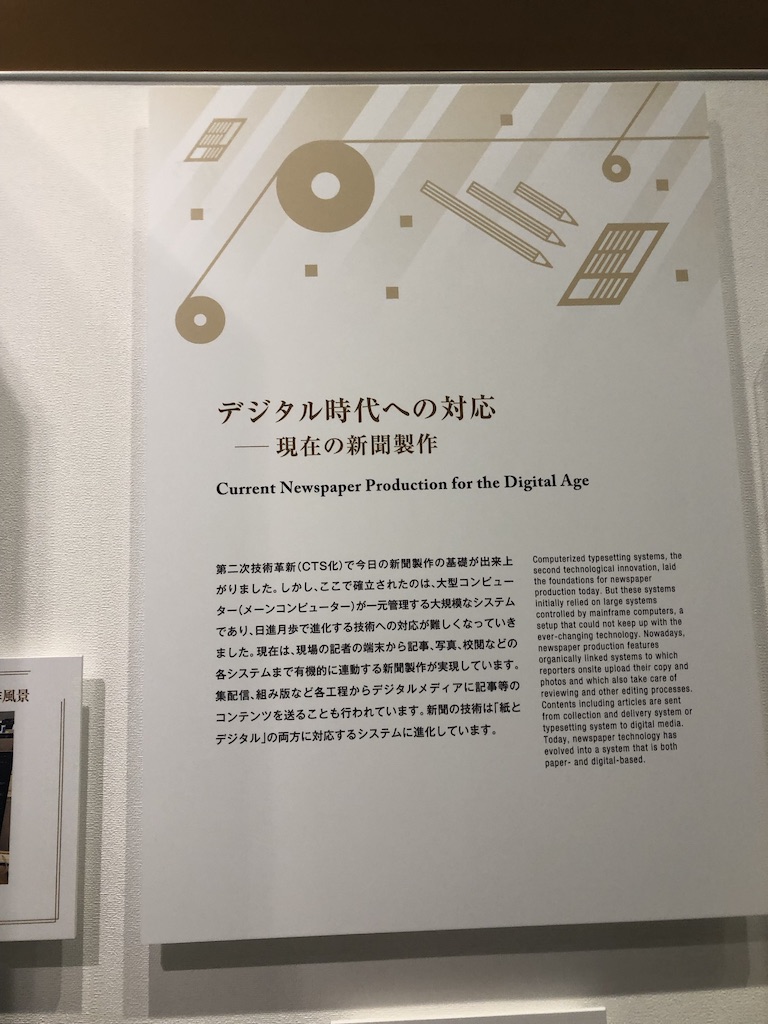 デジタル時代への対応
── 現在の新聞製作
Current Newspaper Production for the Digital Age
第二次技術革新（CTS化）で今日の新聞製作の基礎が出来上
がりました。しかし、ここで確立されたのは、大型コンピュー
ター（メーンコンピューター）が一元管理する大規模なシステム
であり、日進月歩で進化する技術への対応が難しくなっていき
ました。現在は、現場の記者の端末から記事、写真、校閲などの
各システムまで有機的に連動する新聞製作が実現しています。
集配信、組み版など各工程からデジタルメディアに記事等の
コンテンツを送ることも行われています。新聞の技術は「紙と
デジタル」の両方に対応するシステムに進化しています。
Computerized typesetting systems, the
second technological innovation, laid
the foundations for newspaper
production today. But these systems
initially relied on large systems
controlled by mainframe computers, a
setup that could not keep up with the
ever-changing technology. Nowadays,
newspaper production features
organically linked systems to which
reporters onsite upload their copy and
photos and which also take care of
reviewing and other editing processes.
Contents including articles are sent
from collection and delivery system or
typesetting system to digital media.
Today, newspaper technology has
evolved into a system that is both
paper- and digital-based.
風景